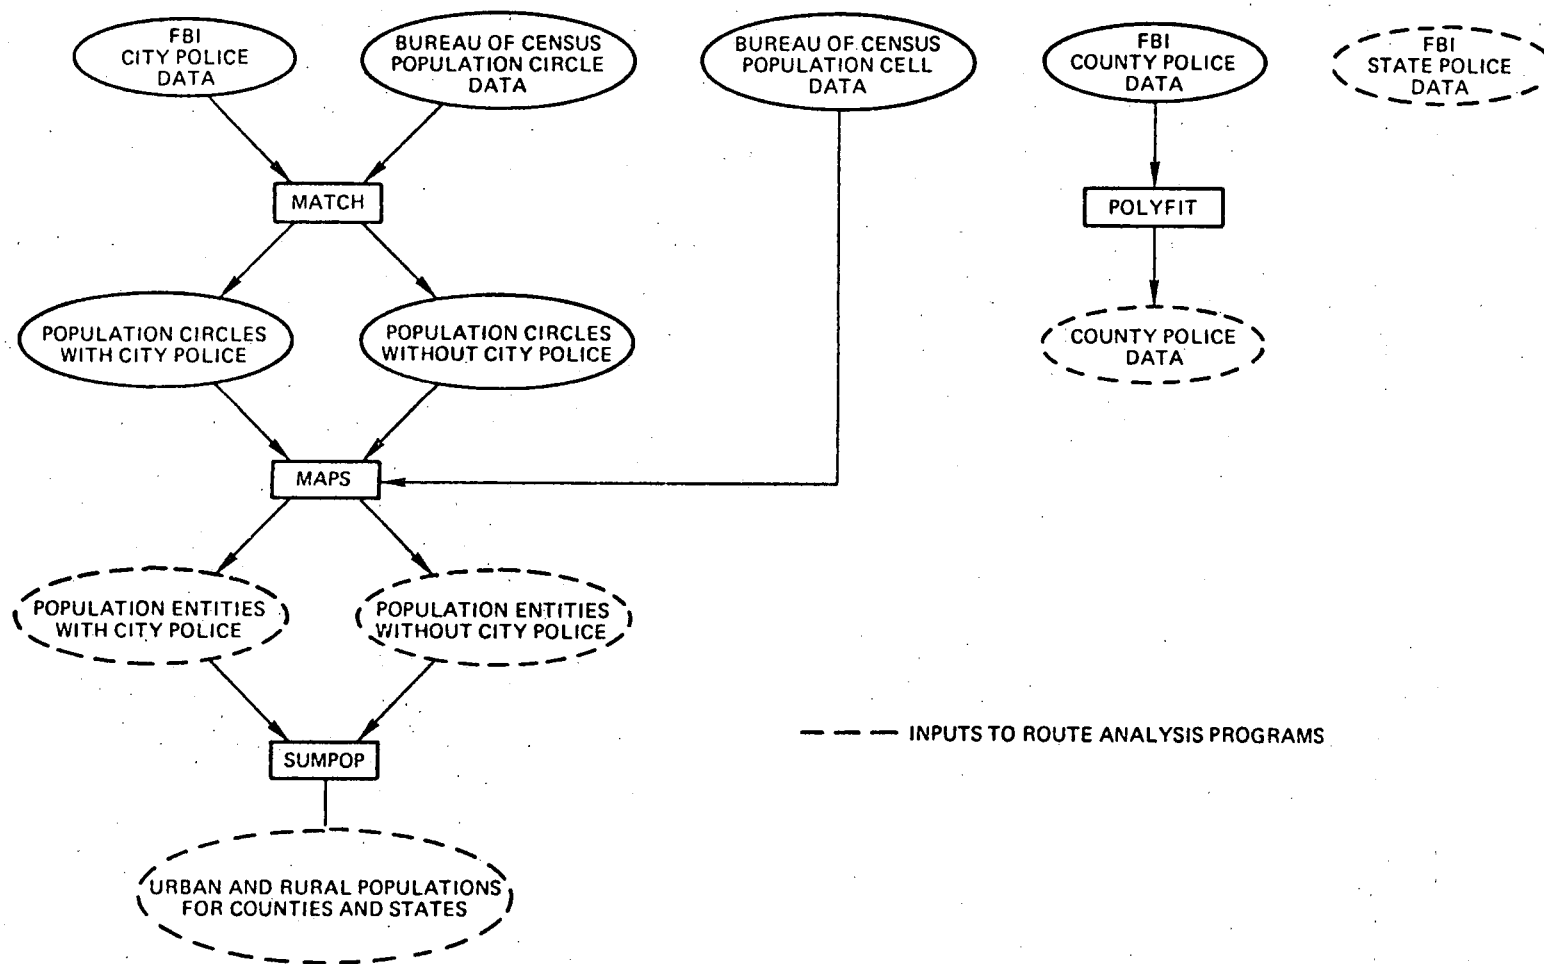 FBI
CITY POLICE
DATA
BUREAU OF CENSUS
POPULATION CIRCLE
DATA
BUREAU OF CENSUS
POPULATION CELL
DATA
FBI
COUNTY POLICE
DATA
FBI
STATE POLICE
DATA
MATCH
POLYFIT
POPULATION CIRCLES
WITH CITY POLICE
POPULATION CIRCLES
WITHOUT CITY POLICE
COUNTY POLICE
DATA
MAPS
POPULATION ENTITIES
WITH CITY POLICE
POPULATION ENTITIES
WITHOUT CITY POLICE
INPUTS TO ROUTE ANALYSIS PROGRAMS
SUMPOP
URBAN AND RURAL POPULATIONS
FOR COUNTIES AND STATES